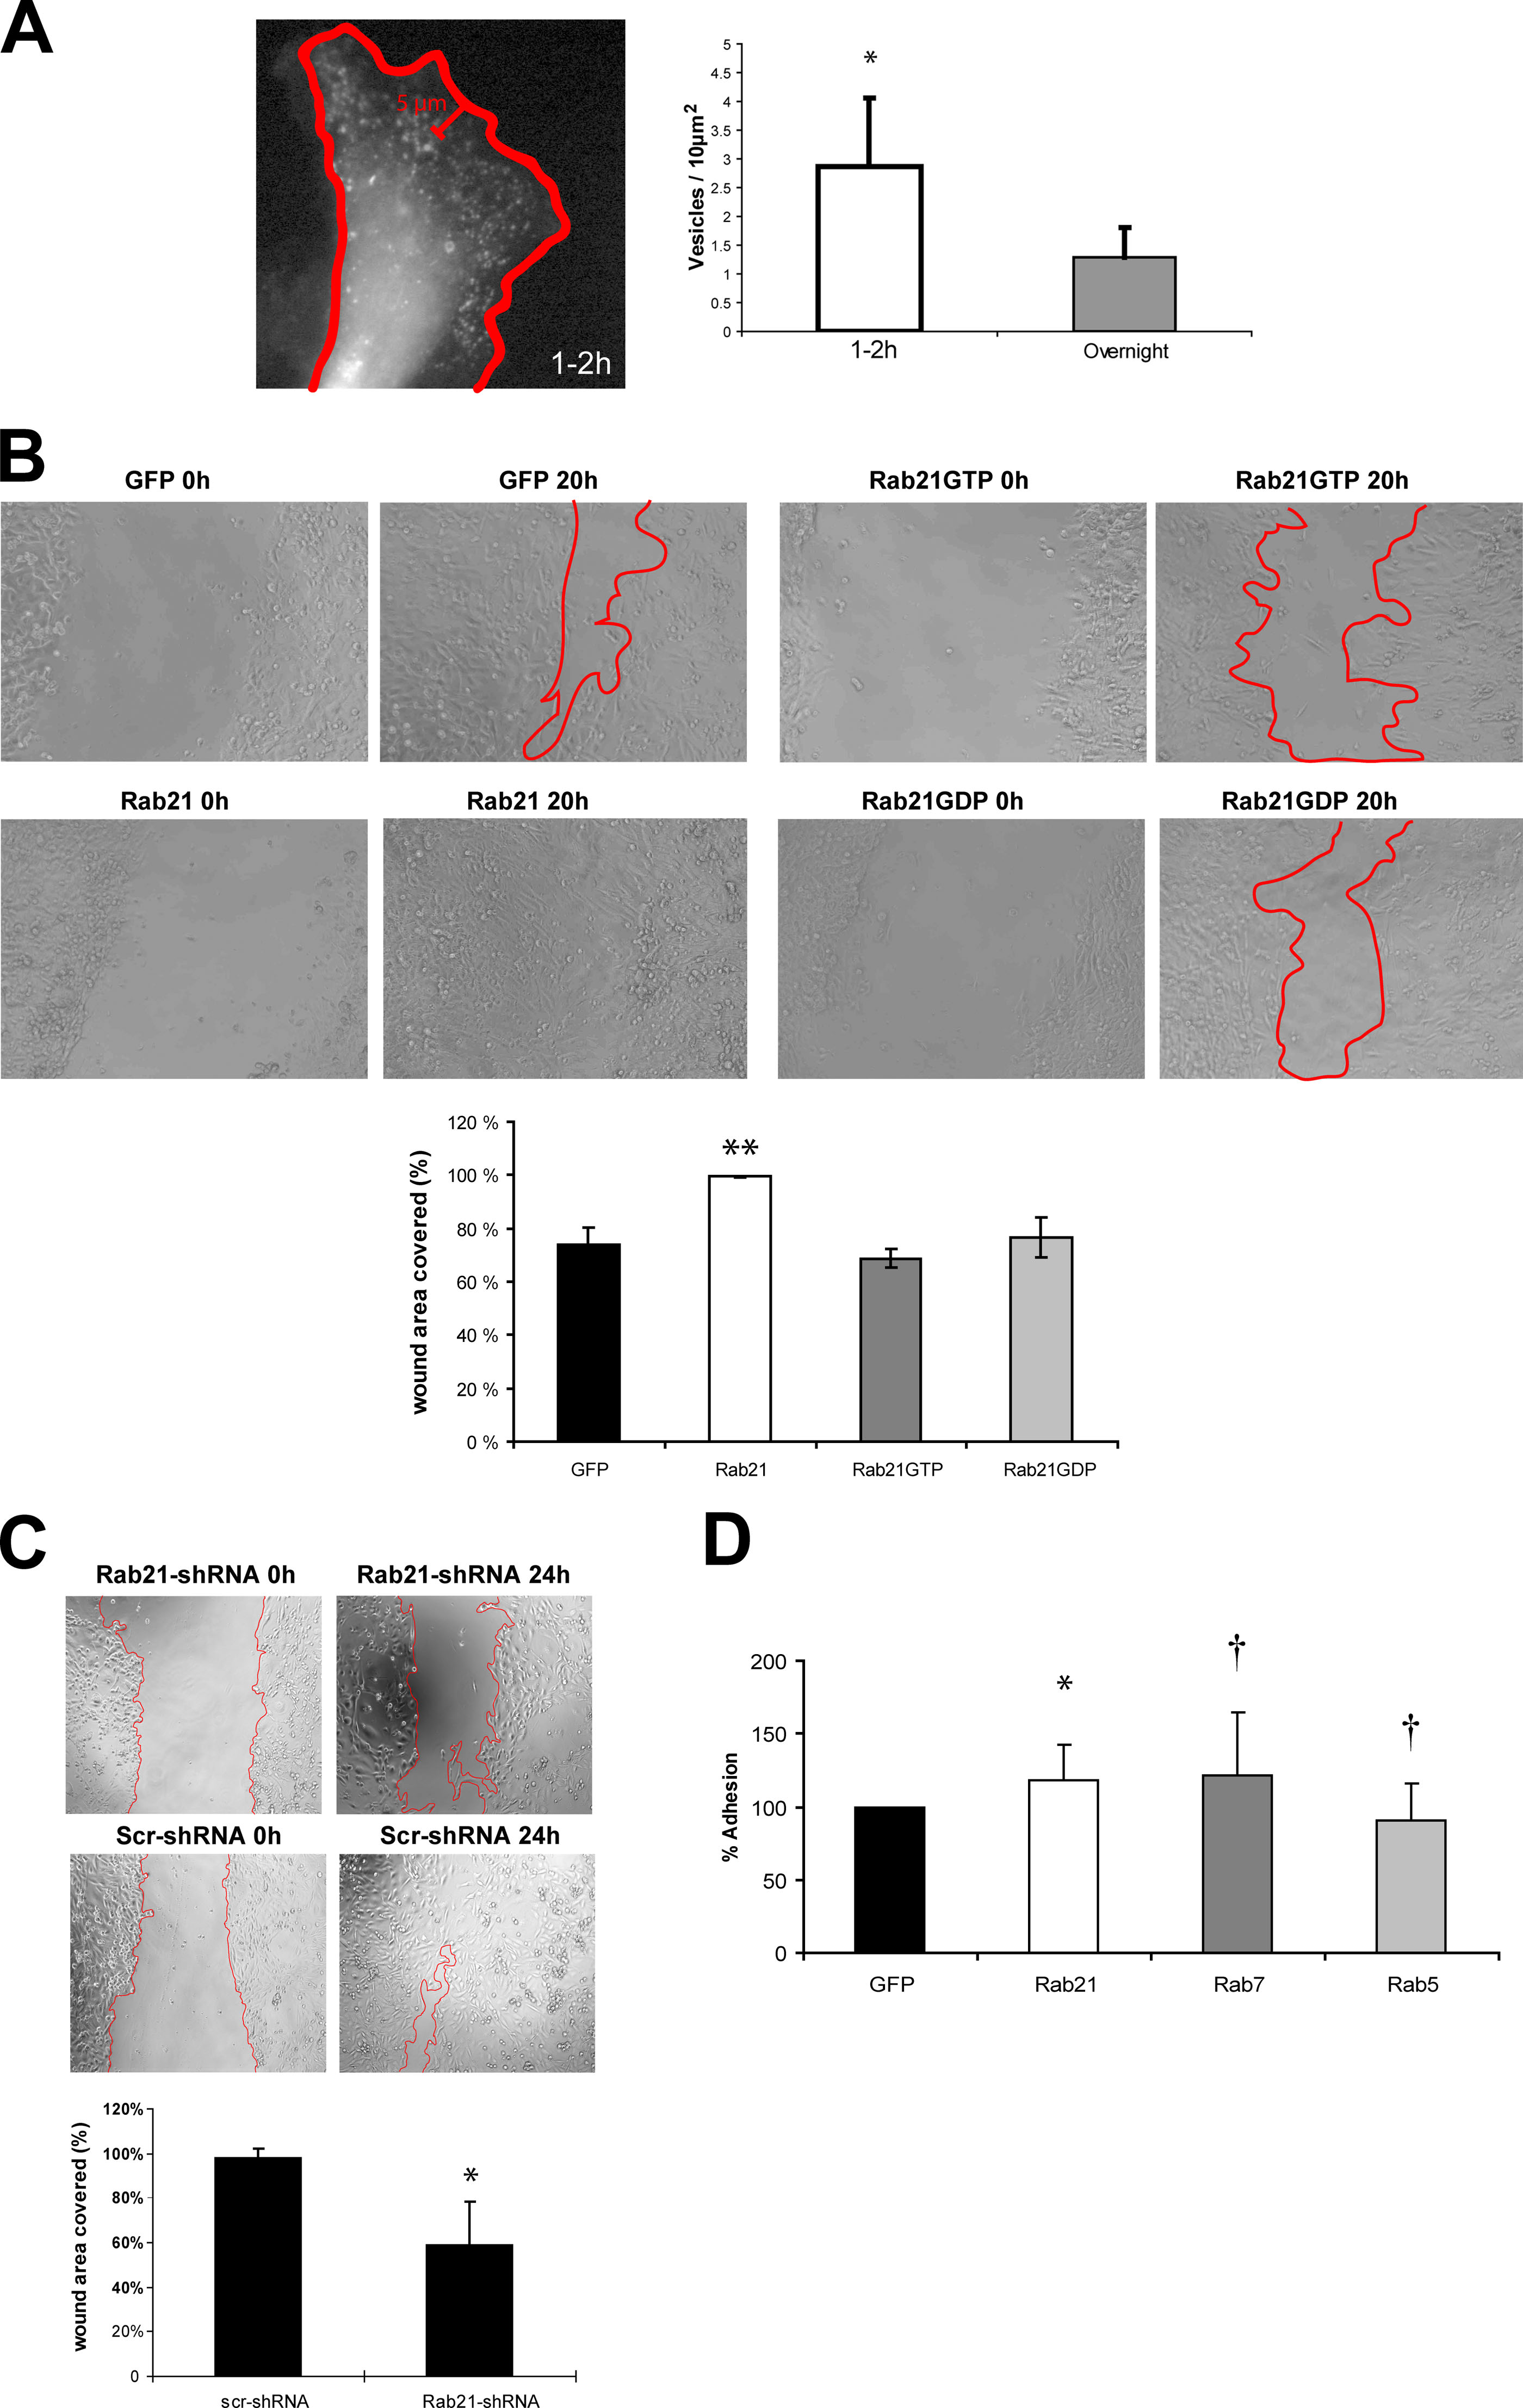 A
5 µm
1-2h
Vesicles / 10µm²
5
4.5
4
3.5
3
2.5
2
1.5
1
0.5
0
*
1-2h
Overnight
B
GFP 0h
GFP 20h
Rab21GTP 0h
Rab21GTP 20h
Rab21 0h
Rab21 20h
Rab21GDP 0h
Rab21GDP 20h
wound area covered (%)
120 %
100 %
80 %
60 %
40 %
20 %
0 %
**
GFP
Rab21
Rab21GTP
Rab21GDP
C
Rab21-shRNA 0h
Rab21-shRNA 24h
Scr-shRNA 0h
Scr-shRNA 24h
wound area covered (%)
120%
100%
80%
60%
40%
20%
0
*
scr-shRNA
Rab21-shRNA
D
% Adhesion
200
150
100
50
0
*
†
†
GFP
Rab21
Rab7
Rab5